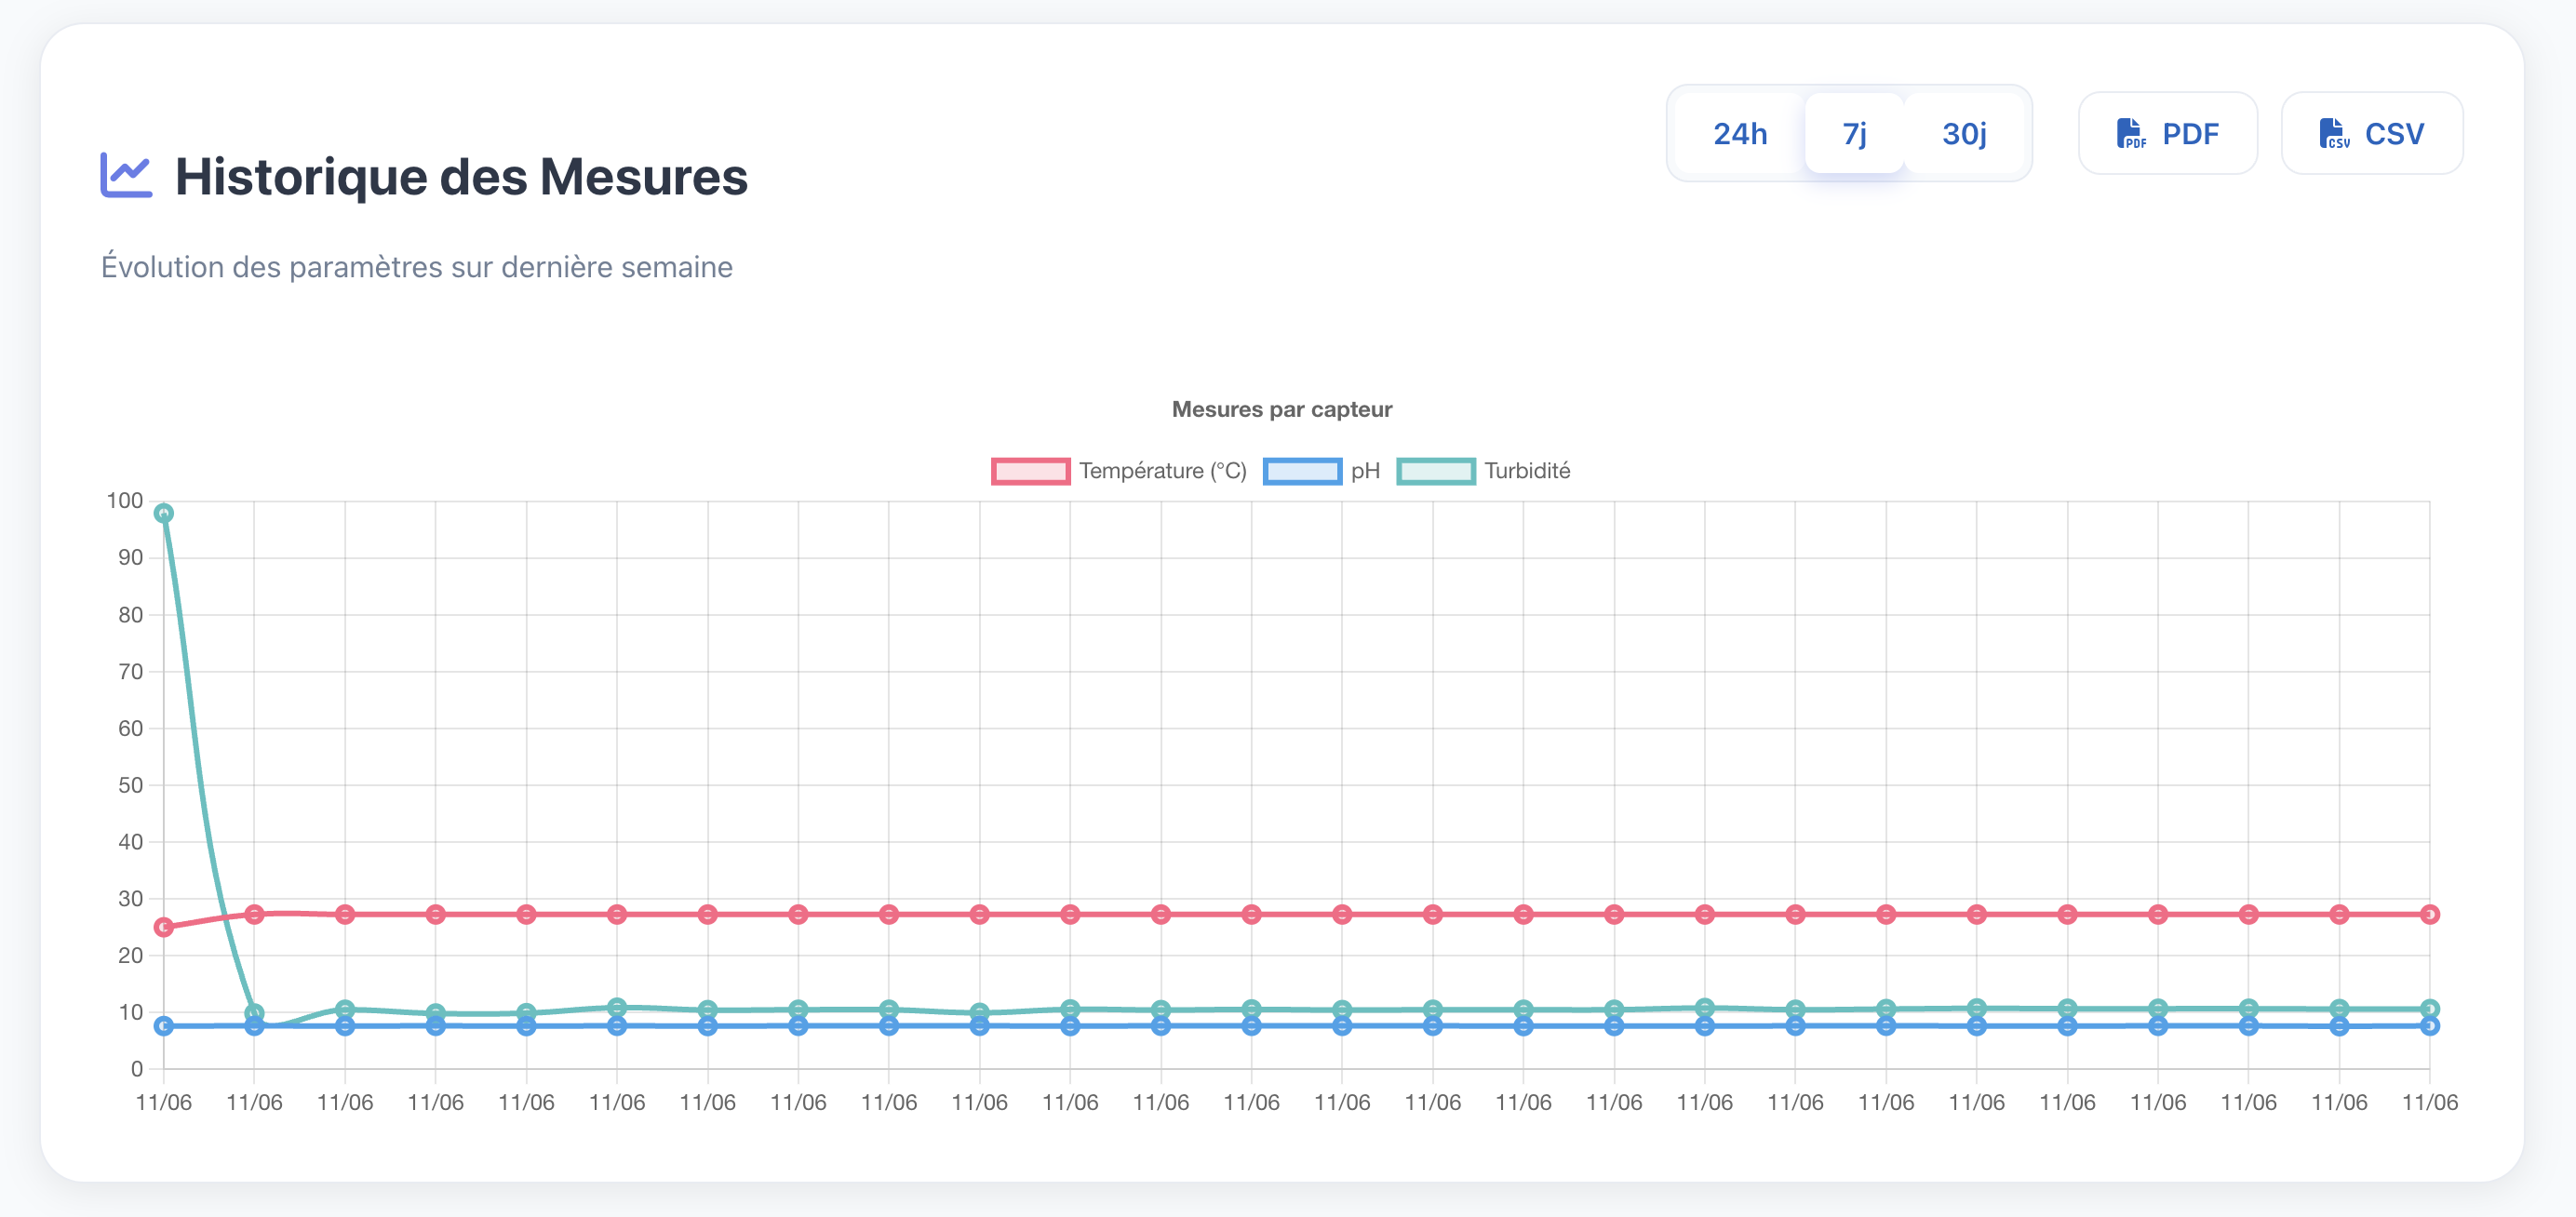 24h 7j 30j PDF PDF CSV CSV
Historique des Mesures
Évolution des paramètres sur dernière semaine
Mesures par capteur
Température (°C) pH Turbidité
100
90
80
70
60
50
40
30
20
10
0
11/06 11/06 11/06 11/06 11/06 11/06 11/06 11/06 11/06 11/06 11/06 11/06 11/06 11/06 11/06 11/06 11/06 11/06 11/06 11/06 11/06 11/06 11/06 11/06 11/06 11/06